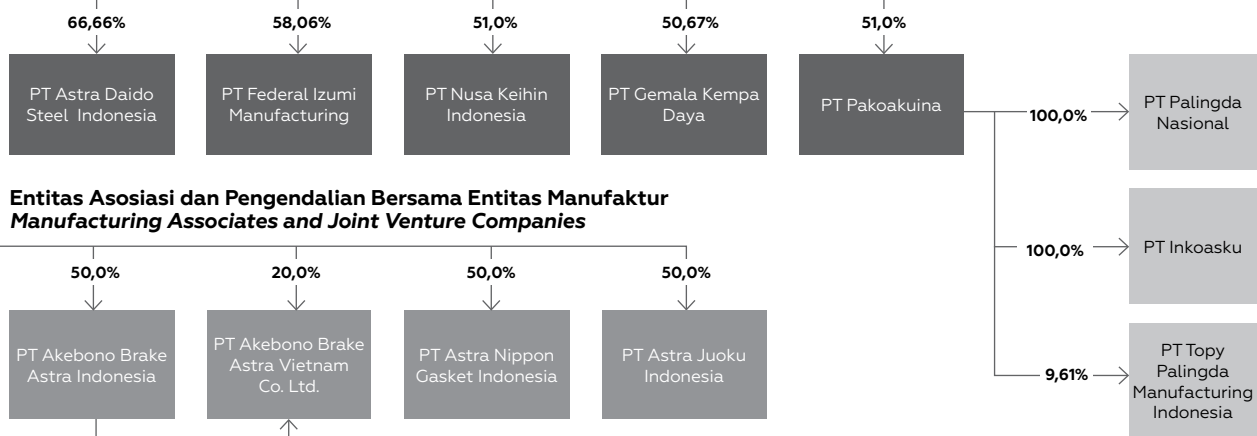 66,66%
58,06%
51,0%
50,67%
51,0%
PT Astra Daido
Steel Indonesia
PT Federal Izumi
Manufacturing
PT Nusa Keihin
Indonesia
PT Gemala Kempa
Daya
PT Pakoakuina
100,0%
PT Palingda
Nasional
Entitas Asosiasi dan Pengendalian Bersama Entitas Manufaktur
Manufacturing Associates and Joint Venture Companies
100,0%
PT Inkoasku
50,0%
20,0%
50,0%
50,0%
PT Akebono Brake
Astra Indonesia
PT Akebono Brake
Astra Vietnam
Co. Ltd.
PT Astra Nippon
Gasket Indonesia
PT Astra Juoku
Indonesia
9,61%
PT Topy
Palingda
Manufacturing
Indonesia